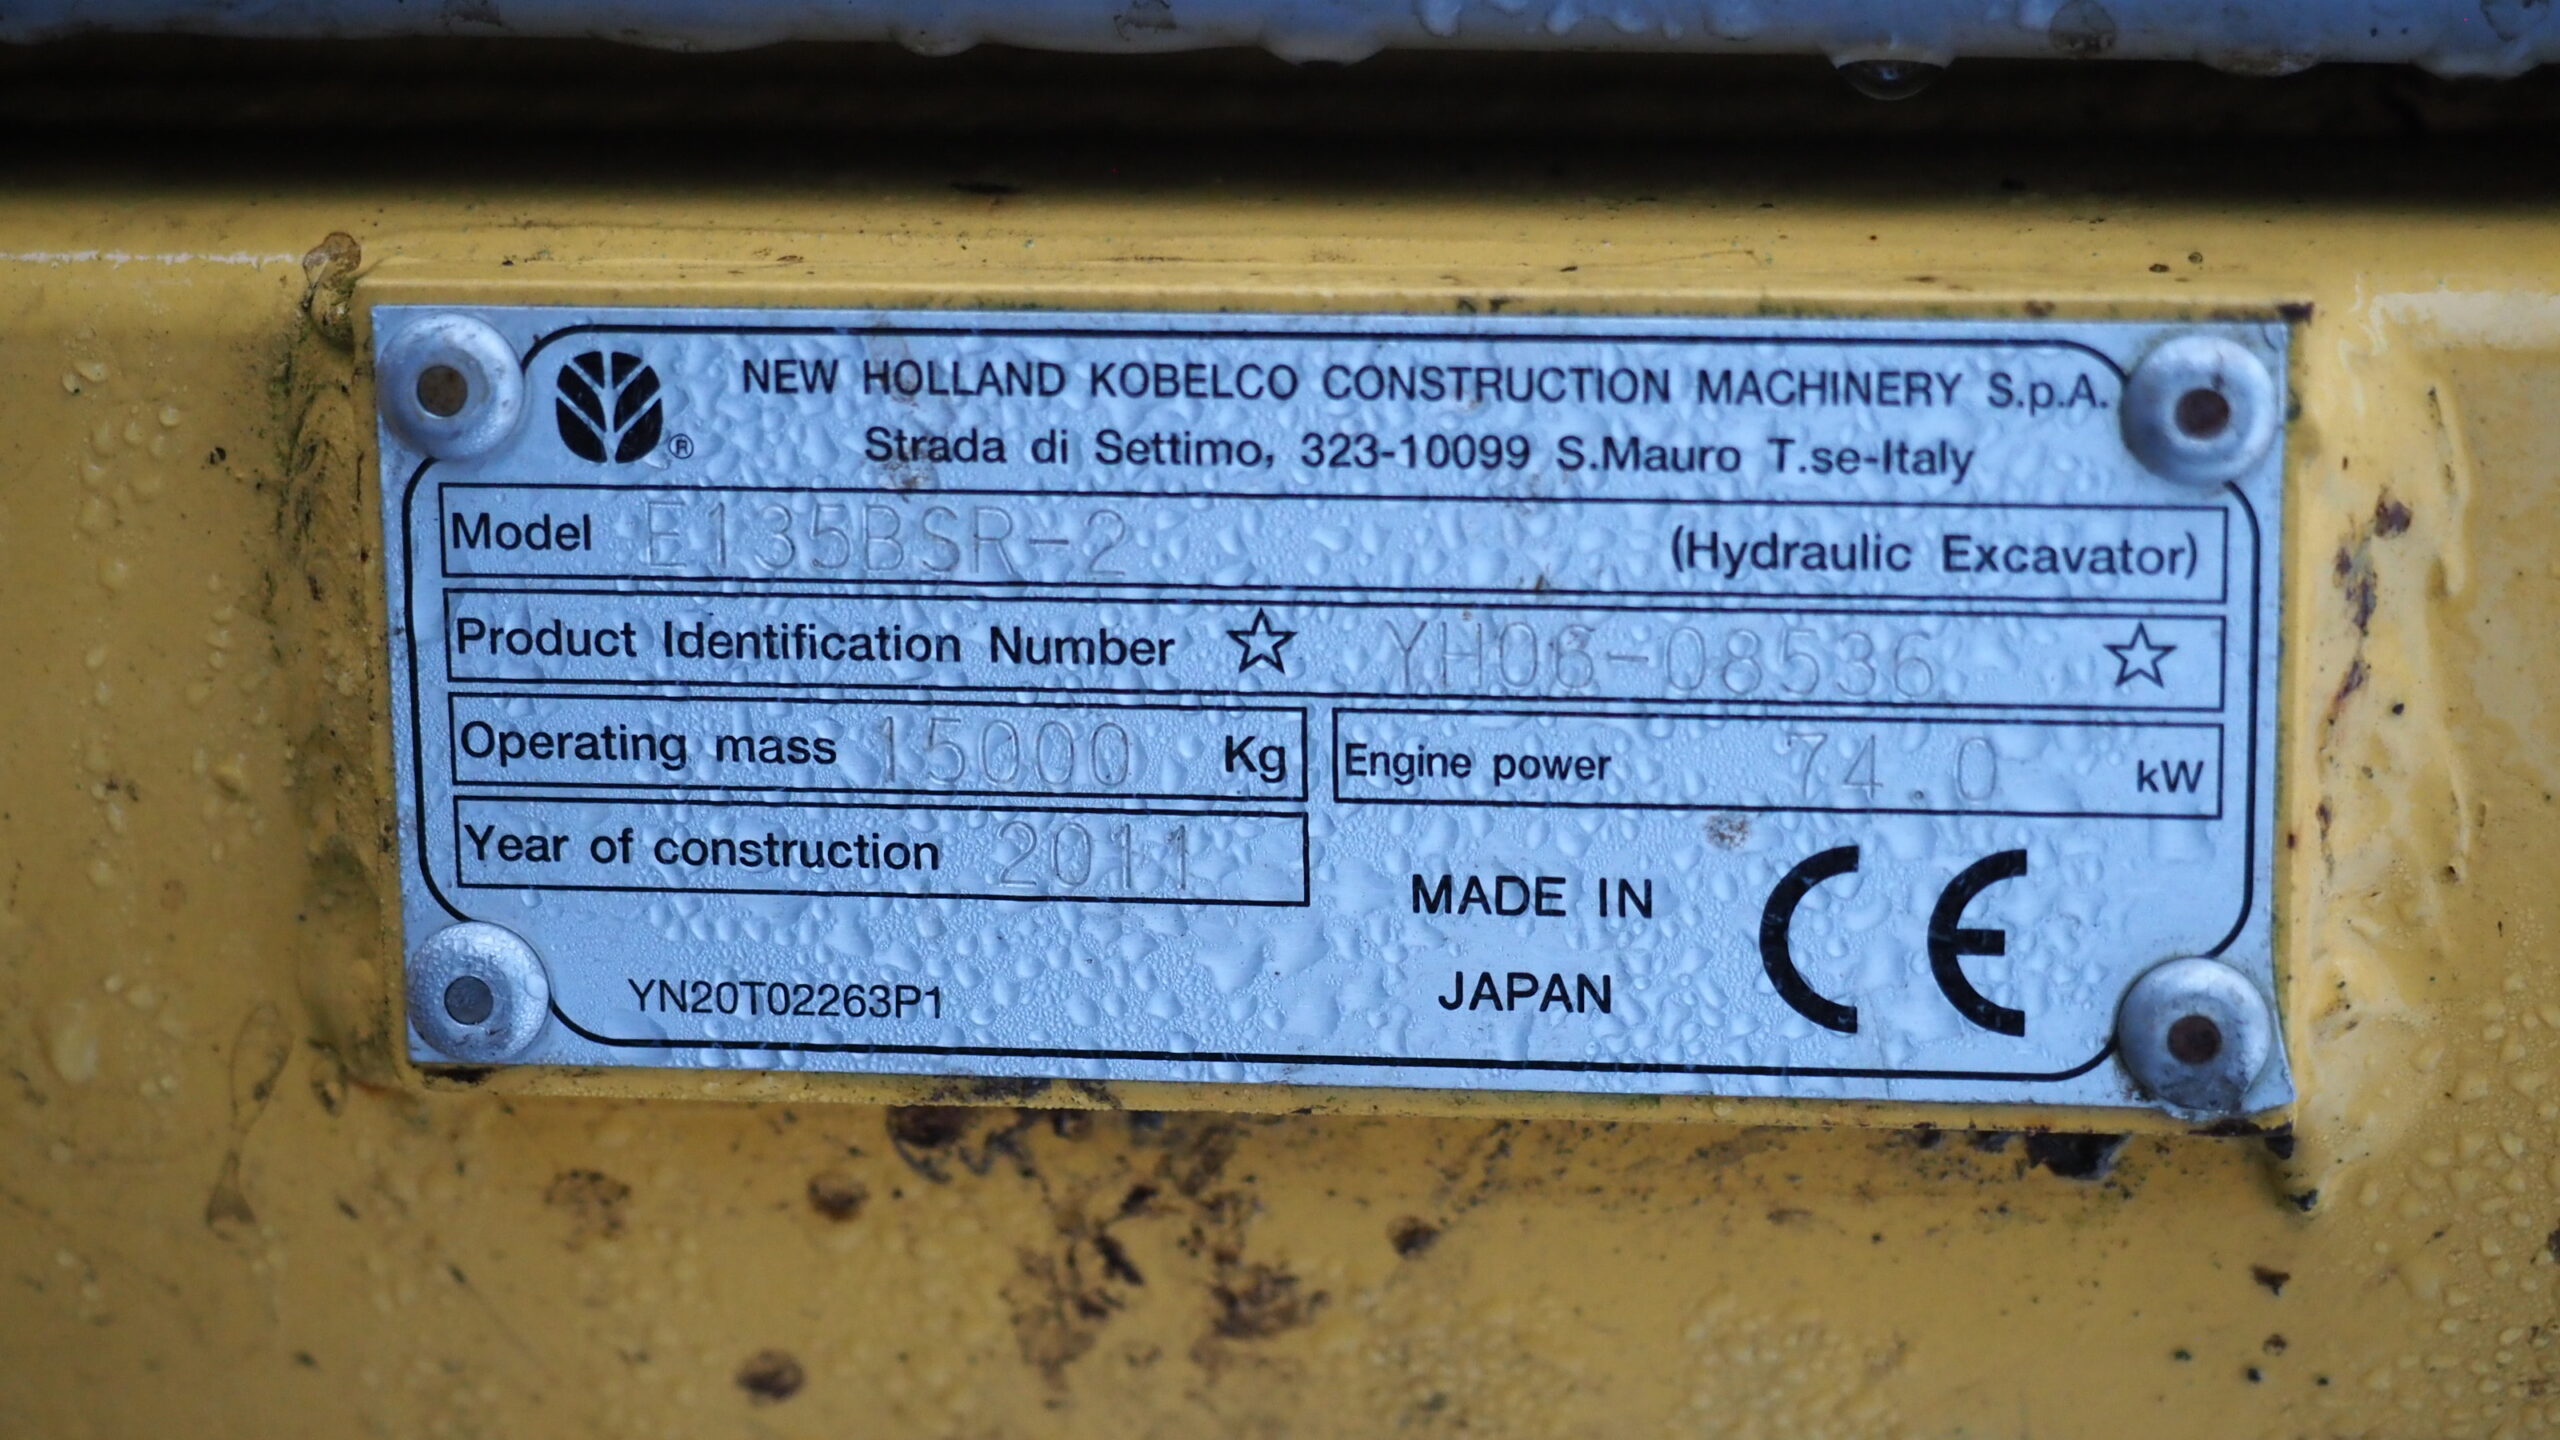 NEW HOLLAND KOBELCO CONSTRUCTION MACHINERY S.p.A.
®
Strada di Settimo, 323-10099 S.Mauro T.se-Italy
Model E135BSR-2 (Hydraulic Excavator)
Product Identification Number ☆ YH06-08536 ☆
Operating mass 15000 Kg Engine power 74.0 kW
Year of construction 2011
MADE IN
JAPAN
CE
YN20T02263P1